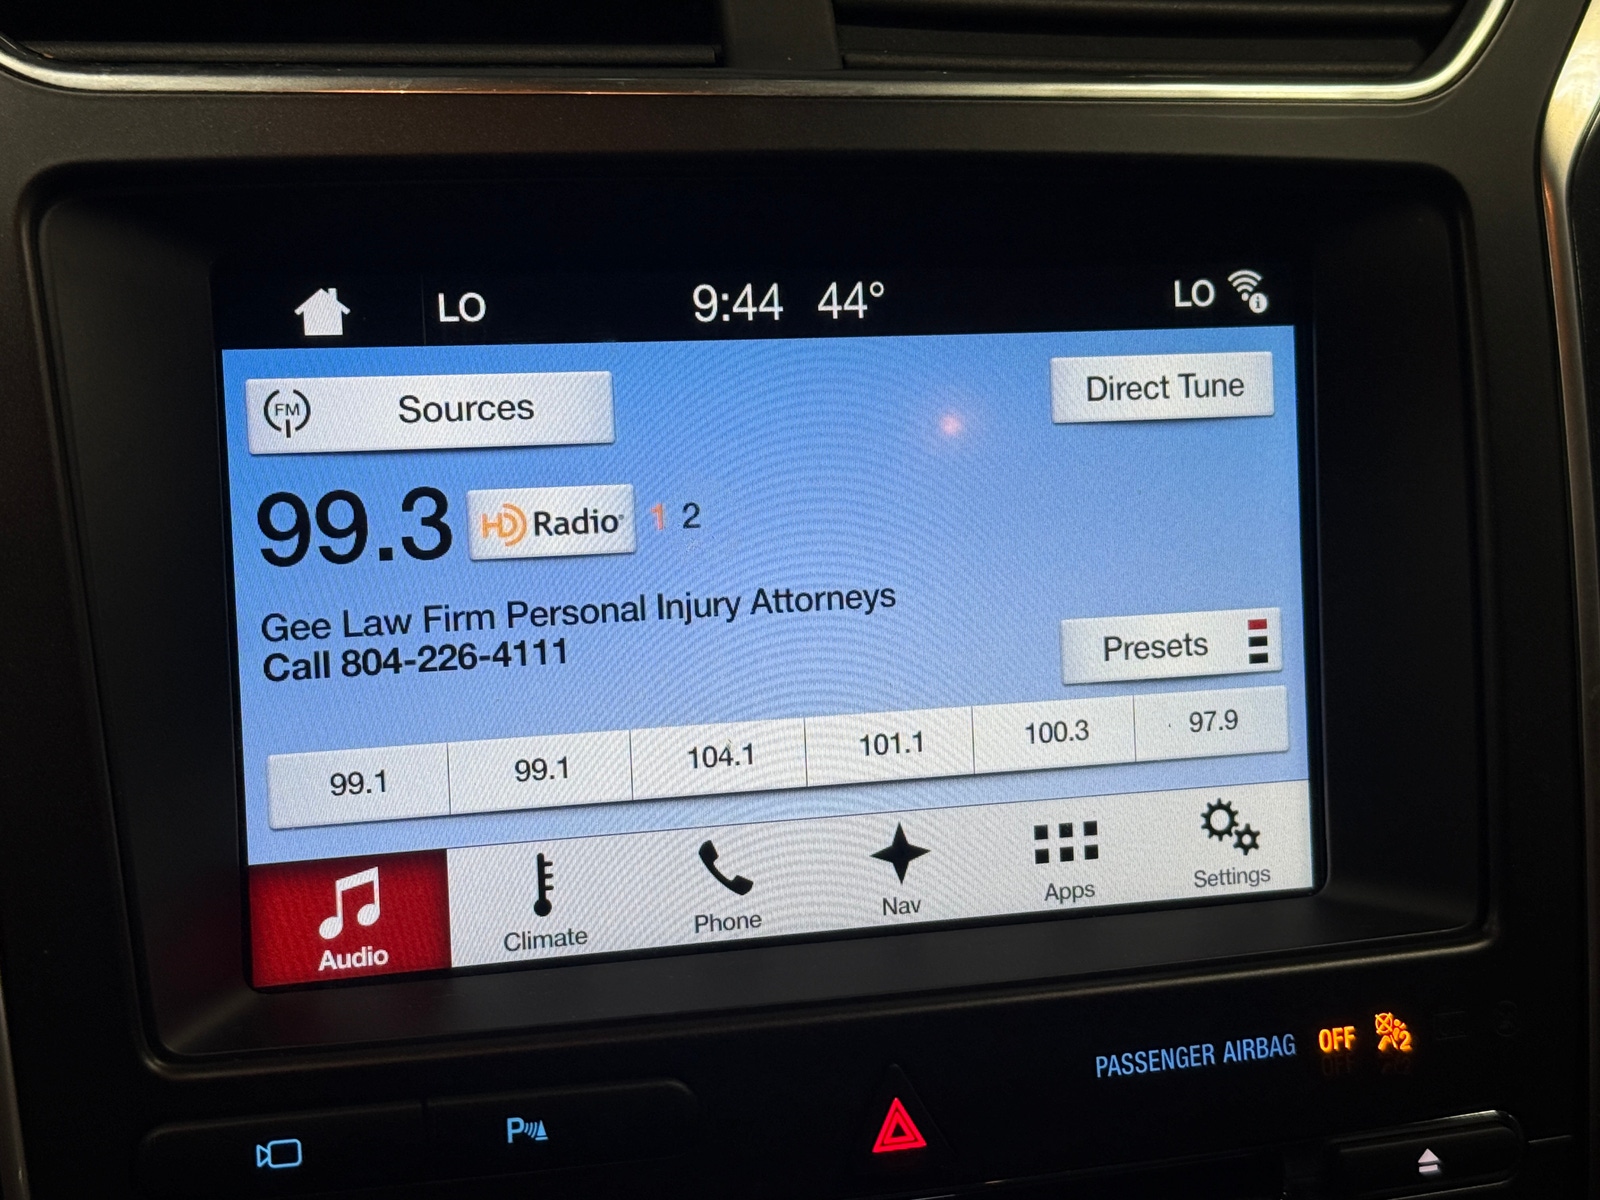 LO 9:44 44° LO
FM Sources Direct Tune
99.3 HD Radio 1 2
Gee Law Firm Personal Injury Attorneys
Call 804-226-4111
Presets
99.1 99.1 104.1 101.1 100.3 97.9
Audio Climate Phone Nav Apps Settings
PASSENGER AIRBAG OFF 2
P